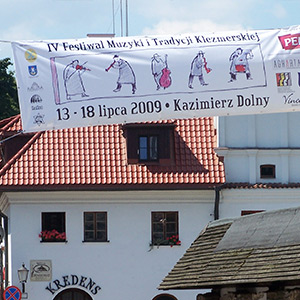 IV Festiwal Muzyki i Tradycji Klezmerskiej
13 - 18 lipca 2009 • Kazimierz Dolny
KREDENS